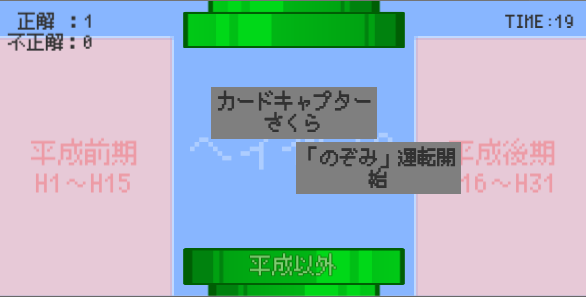 正解 :1
不正解:0
TIME:19
カードキャプター
さくら
「のぞみ」運転開
始
平成前期
H1～H15
平成後期
16～H31
平成以外